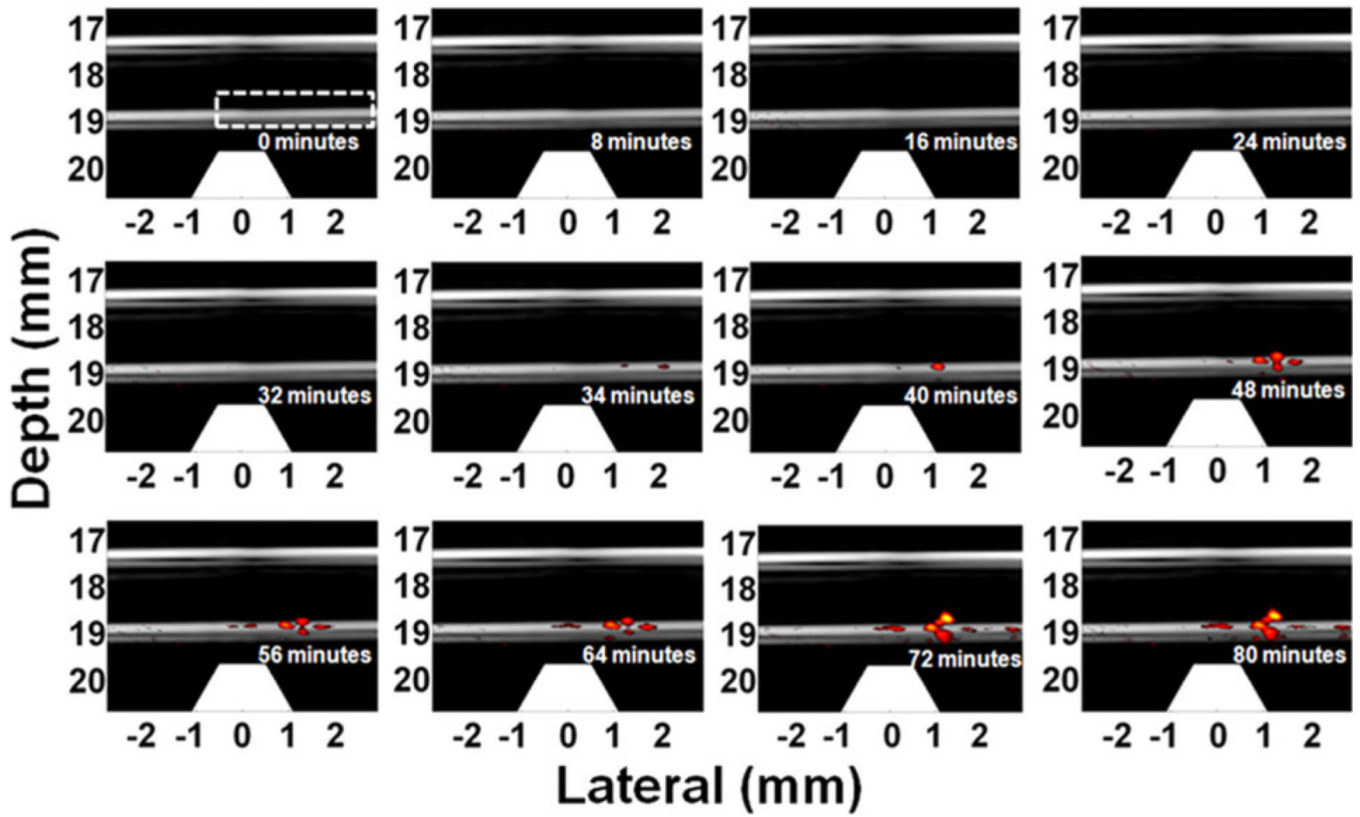 17
18
19
20
0 minutes
-2 -1 0 1 2
17
18
19
20
8 minutes
-2 -1 0 1 2
17
18
19
20
16 minutes
-2 -1 0 1 2
17
18
19
20
24 minutes
-2 -1 0 1 2
Depth (mm)
17
18
19
20
32 minutes
-2 -1 0 1 2
17
18
19
20
34 minutes
-2 -1 0 1 2
17
18
19
20
40 minutes
-2 -1 0 1 2
17
18
19
20
48 minutes
-2 -1 0 1 2
17
18
19
20
56 minutes
-2 -1 0 1 2
17
18
19
20
64 minutes
-2 -1 0 1 2
17
18
19
20
72 minutes
-2 -1 0 1 2
17
18
19
20
80 minutes
-2 -1 0 1 2
Lateral (mm)